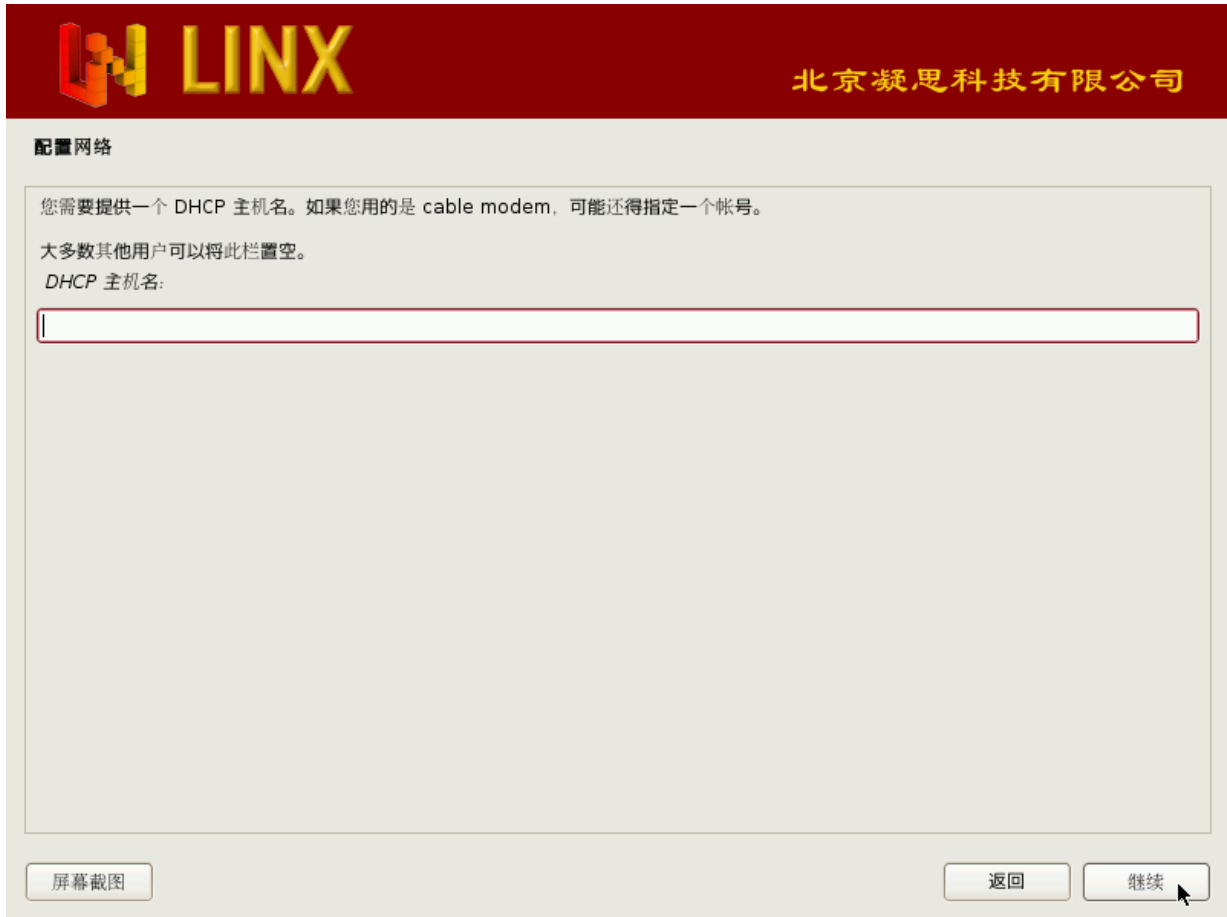 LINX
北京凝思科技有限公司
配置网络
您需要提供一个 DHCP 主机名。如果您用的是 cable modem，可能还得指定一个帐号。
大多数其他用户可以将此栏置空。
DHCP 主机名:
屏幕截图
返回
继续